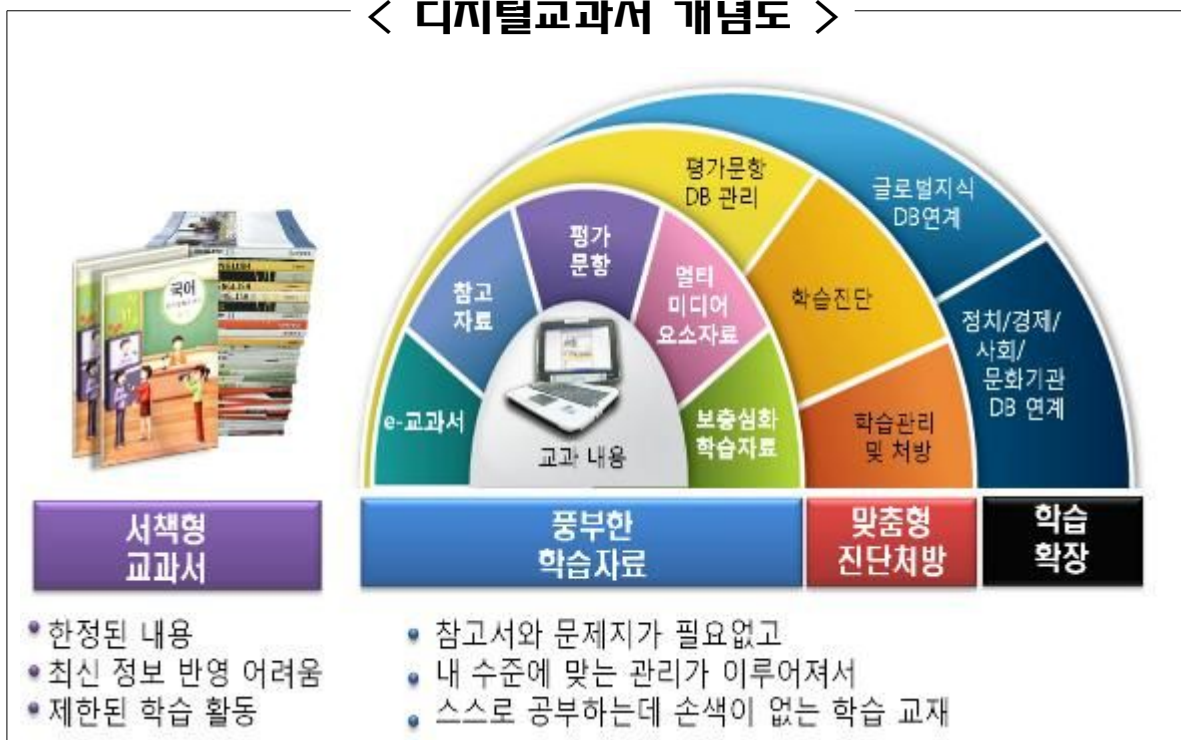 < 디지털교과서 개념도 >
국어
ENGLISH
평가문항
DB 관리
글로벌지식
DB연계
평가
문항
참고
자료
멀티
미디어
요소자료
학습진단
정치/경제/
사회/
문화기관
DB 연계
e-교과서
교과 내용
보충심화
학습자료
학습관리
및 처방
서책형
교과서
풍부한
학습자료
맞춤형
진단처방
학습
확장
•한정된 내용
•최신 정보 반영 어려움
•제한된 학습 활동
• 참고서와 문제지가 필요없고
• 내 수준에 맞는 관리가 이루어져서
• 스스로 공부하는데 손색이 없는 학습 교재